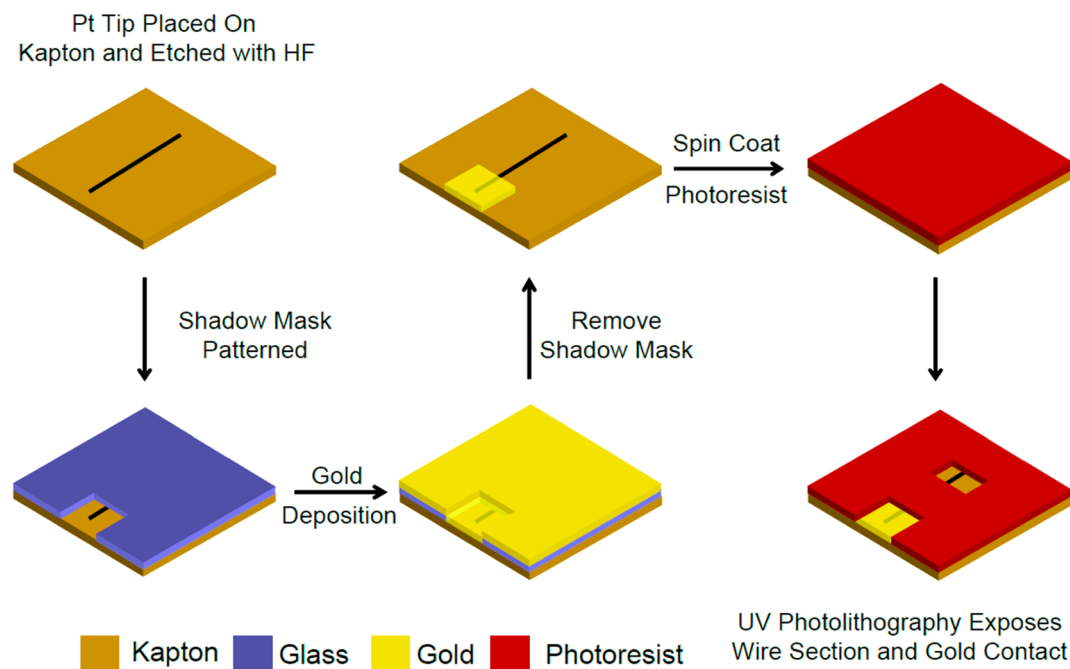 Pt Tip Placed On
Kapton and Etched with HF
Spin Coat
Photoresist
Shadow Mask
Patterned
Remove
Shadow Mask
Gold
Deposition
UV Photolithography Exposes
Wire Section and Gold Contact
Kapton
Glass
Gold
Photoresist